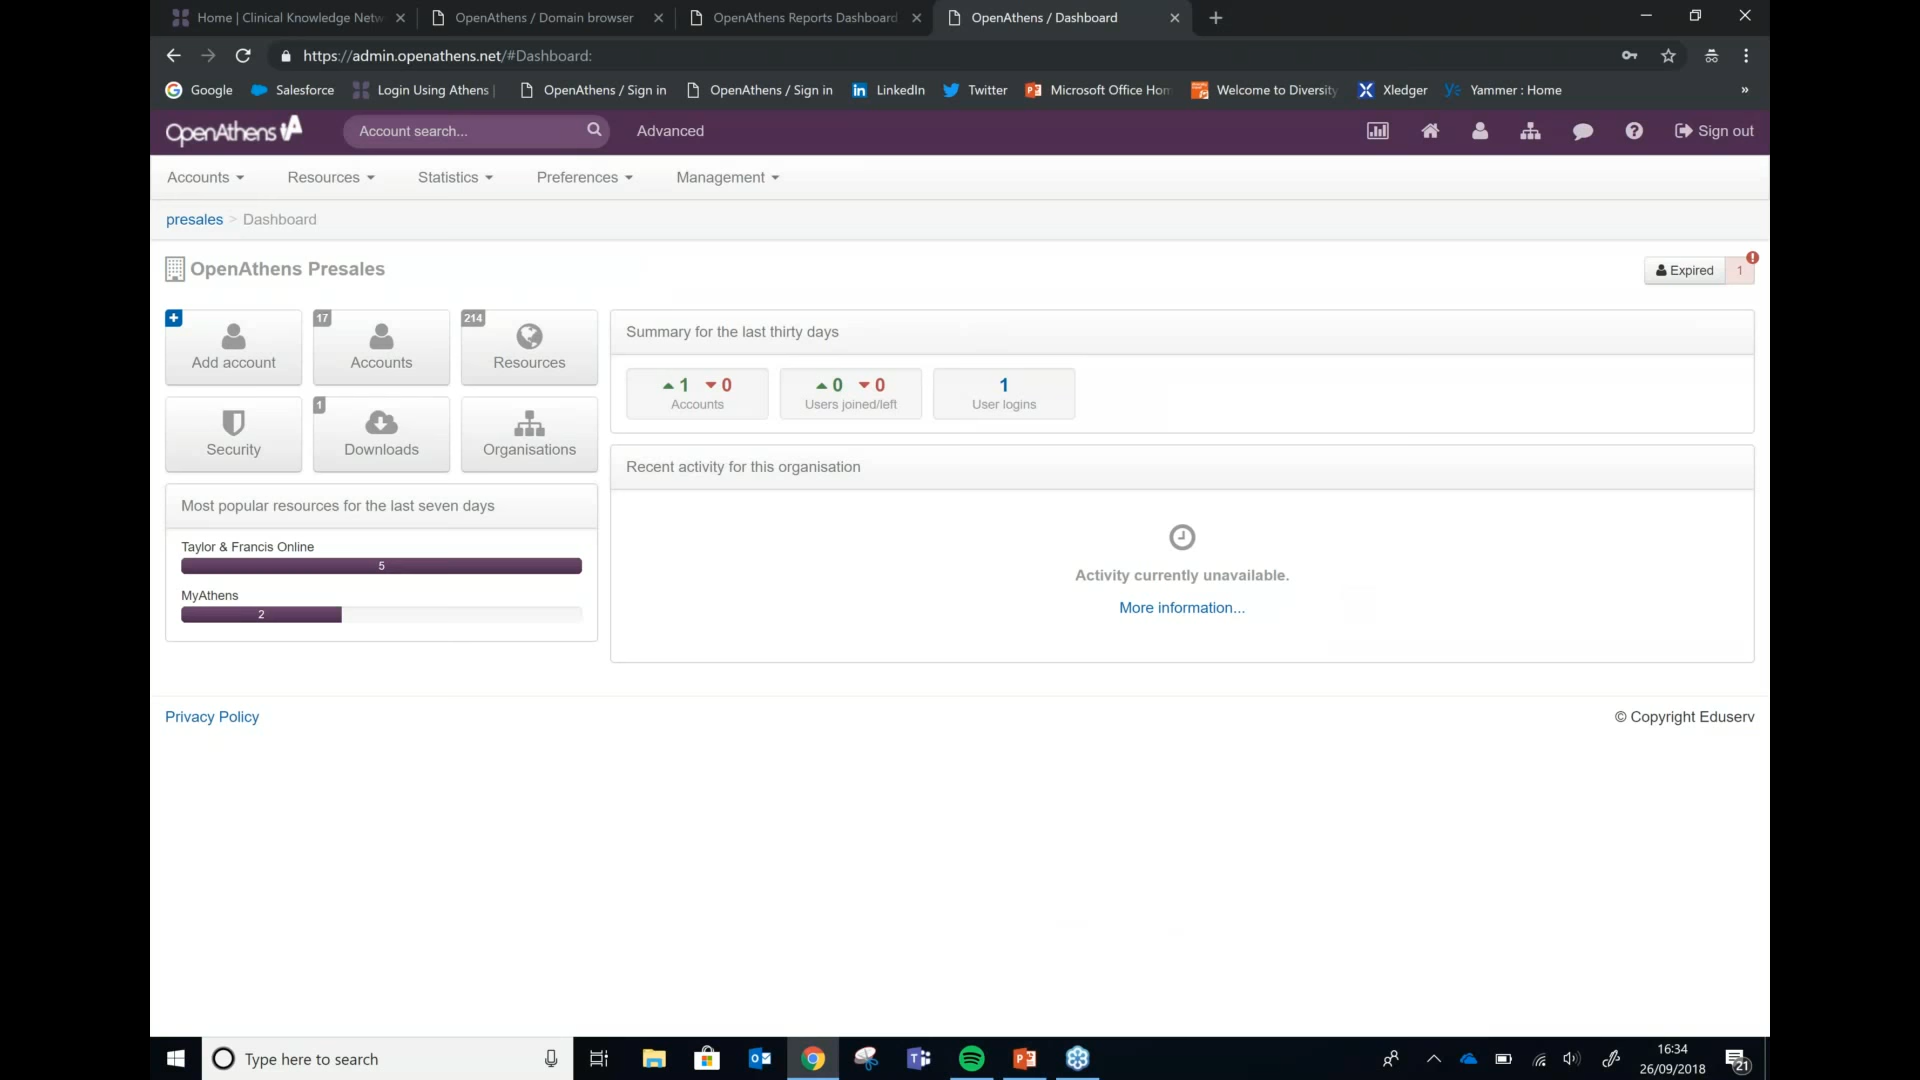 Home | Clinical Knowledge Netw
OpenAthens / Domain browser
OpenAthens Reports Dashboard
OpenAthens / Dashboard
https://admin.openathens.net/#Dashboard:
Google
Salesforce
Login Using Athens |
OpenAthens / Sign in
OpenAthens / Sign in
LinkedIn
Twitter
Microsoft Office Hom
Welcome to Diversity
Xledger
Yammer : Home
»
OpenAthens
Account search...
Advanced
Sign out
Accounts
Resources
Statistics
Preferences
Management
presales > Dashboard
OpenAthens Presales
Expired 1
Add account
17
Accounts
214
Resources
Security
1
Downloads
Organisations
Summary for the last thirty days
1 0
Accounts
0 0
Users joined/left
1
User logins
Most popular resources for the last seven days
Taylor & Francis Online
5
MyAthens
2
Recent activity for this organisation
Activity currently unavailable.
More information...
Privacy Policy
© Copyright Eduserv
Type here to search
16:34
26/09/2018
21